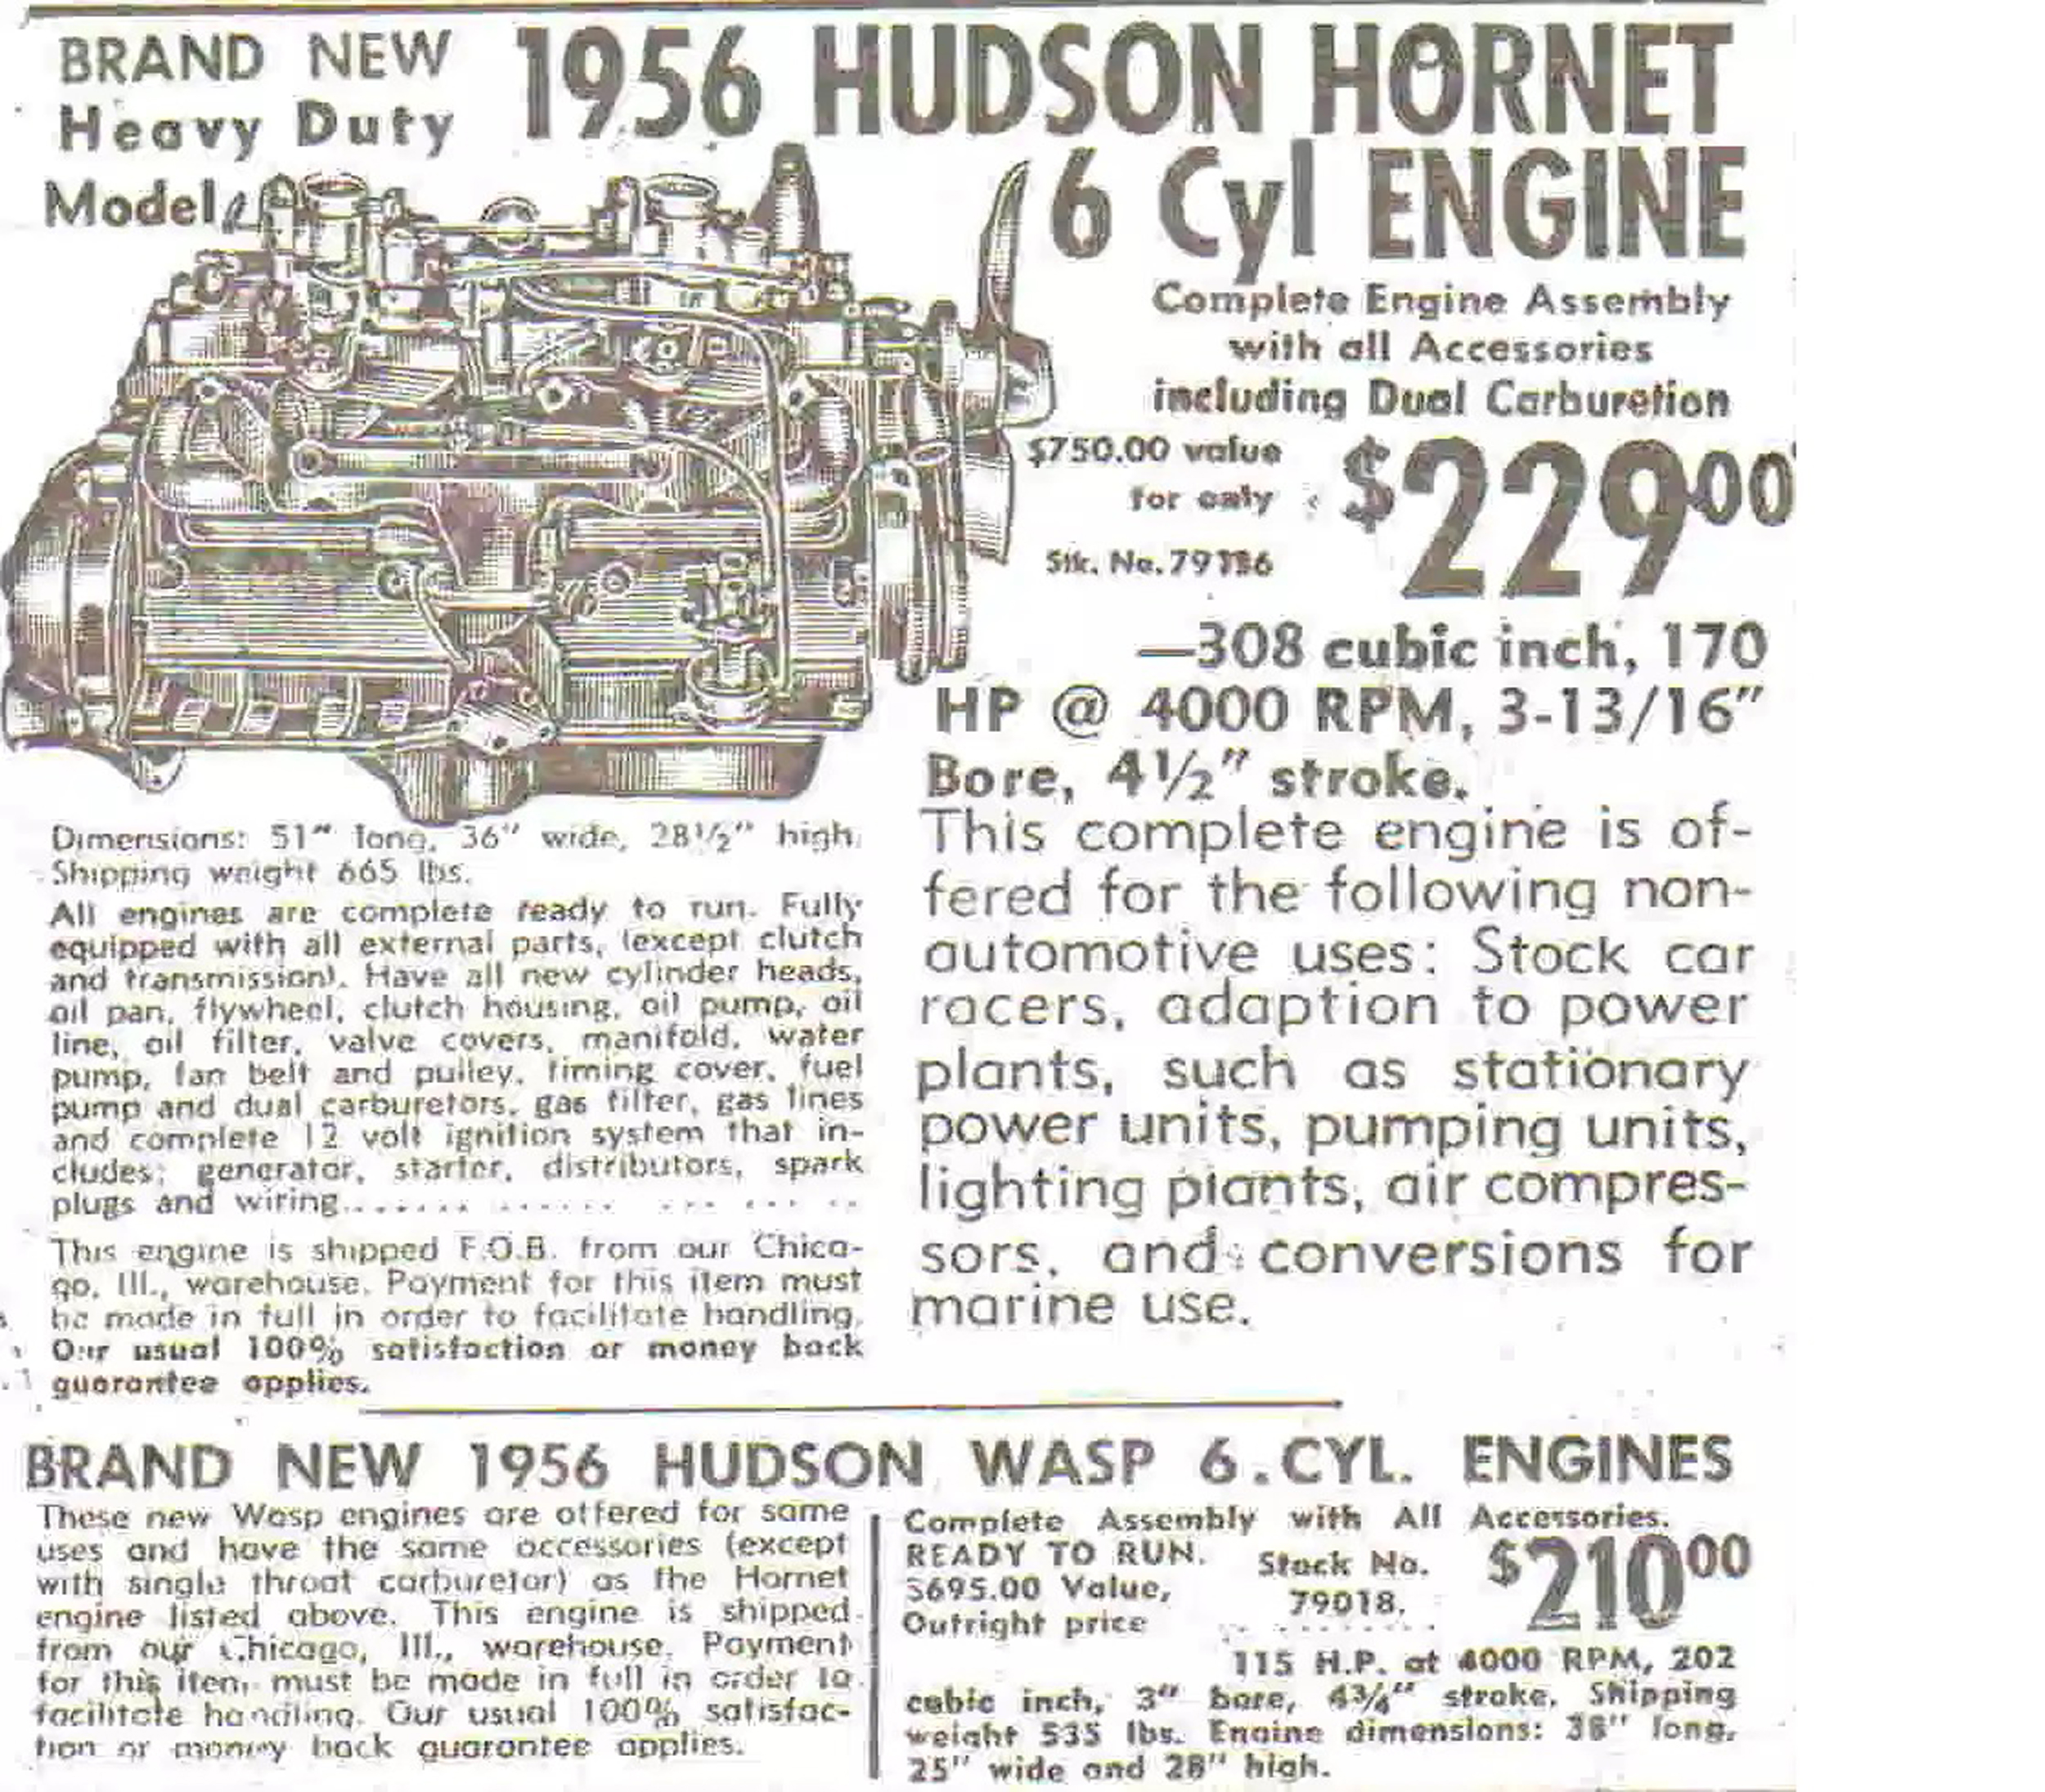 BRAND NEW
Heavy Duty
Model
1956 HUDSON HORNET
6 Cyl ENGINE
Complete Engine Assembly
with all Accessories
including Dual Carburetion
$750.00 value
for only
$229.00
Stk. No.
—308 cubic inch, 170
HP @ 4000 RPM, 3-13/16"
Bore, 4½" stroke.
This complete engine is of-
fered for the following non-
automotive uses: Stock car
racers, adaption to power
plants, such as stationary
power units, pumping units,
lighting plants, air compres-
sors, and conversions for
marine use.
Dimensions: 51" long, 36" wide, 28½" high.
Shipping weight 665 lbs.
All engines are complete ready to run. Fully
equipped with all external parts, (except clutch
and transmission). Have all new cylinder heads,
oil pan, flywheel, clutch housing, oil pump, oil
line, oil filter, valve covers, manifold, water
pump, fan belt and pulley, timing cover, fuel
pump and dual carburetors, gas filter, gas lines
and complete 12 volt ignition system that in-
cludes: generator, starter, distributors, spark
plugs and wiring...................
This engine is shipped F.O.B. from our Chica-
go, Ill., warehouse. Payment for this item must
be made in full in order to facilitate handling.
Our usual 100% satisfaction or money back
guarantee applies.
BRAND NEW 1956 HUDSON WASP 6.CYL. ENGINES
These new Wasp engines are offered for same
uses and have the same accessories (except
with single throat carburetor) as the Hornet
engine listed above. This engine is shipped
from our Chicago, Ill., warehouse. Payment
for this item must be made in full in order to
facilitate handling. Our usual 100% satisfac-
tion or money back guarantee applies.
Complete Assembly with All Accessories.
READY TO RUN.
$695.00 Value,
Outright price
Stock No.
79018.
$210.00
115 H.P. at 4000 RPM, 202
cubic inch, 3" bore, 4¾" stroke. Shipping
weight 535 lbs. Engine dimensions: long,
25" wide and 28" high.